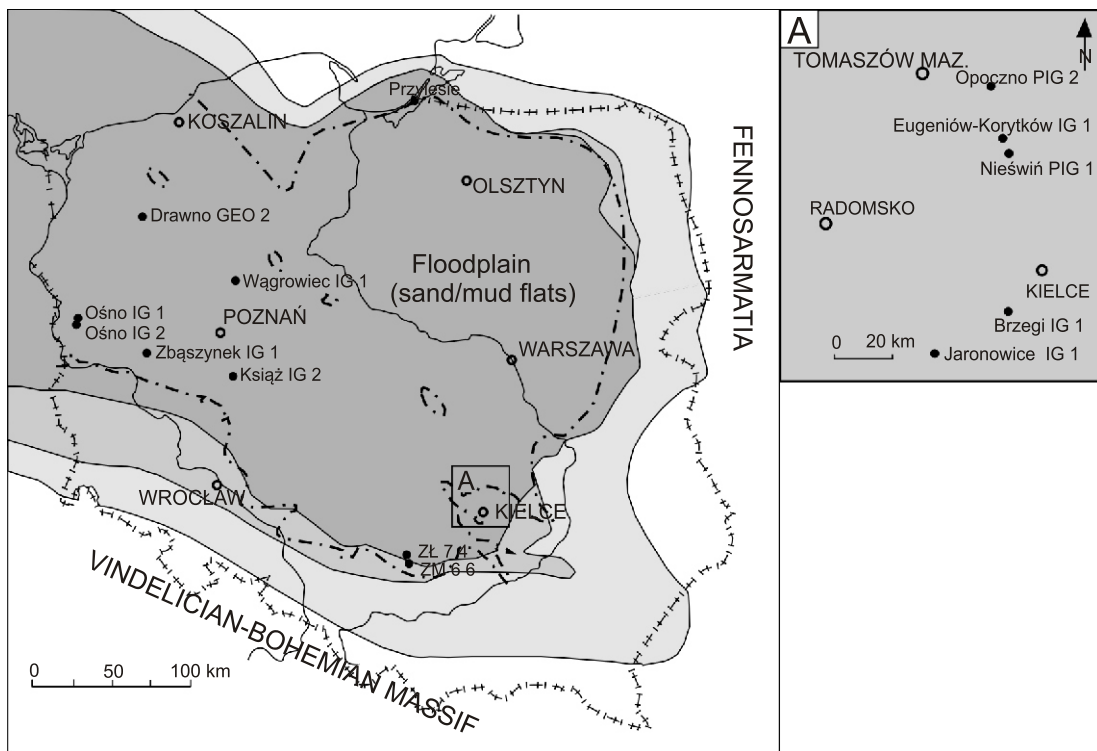 Przylesie
KOSZALIN
OLSZTYN
Drawno GEO 2
Floodplain
(sand/mud flats)
Wągrowiec IG 1
Ośno IG 1
Ośno IG 2
POZNAŃ
Zbąszynek IG 1
WARSZAWA
Książ IG 2
A
WROCŁAW
KIELCE
ZŁ 7 4
ZM 6 6
VINDELICIAN-BOHEMIAN MASSIF
FENNOSARMATIA
0 50 100 km
A
N
TOMASZÓW MAZ.
Opoczno PIG 2
Eugeniów-Korytków IG 1
Nieświń PIG 1
RADOMSKO
KIELCE
Brzegi IG 1
0 20 km
Jaronowice IG 1